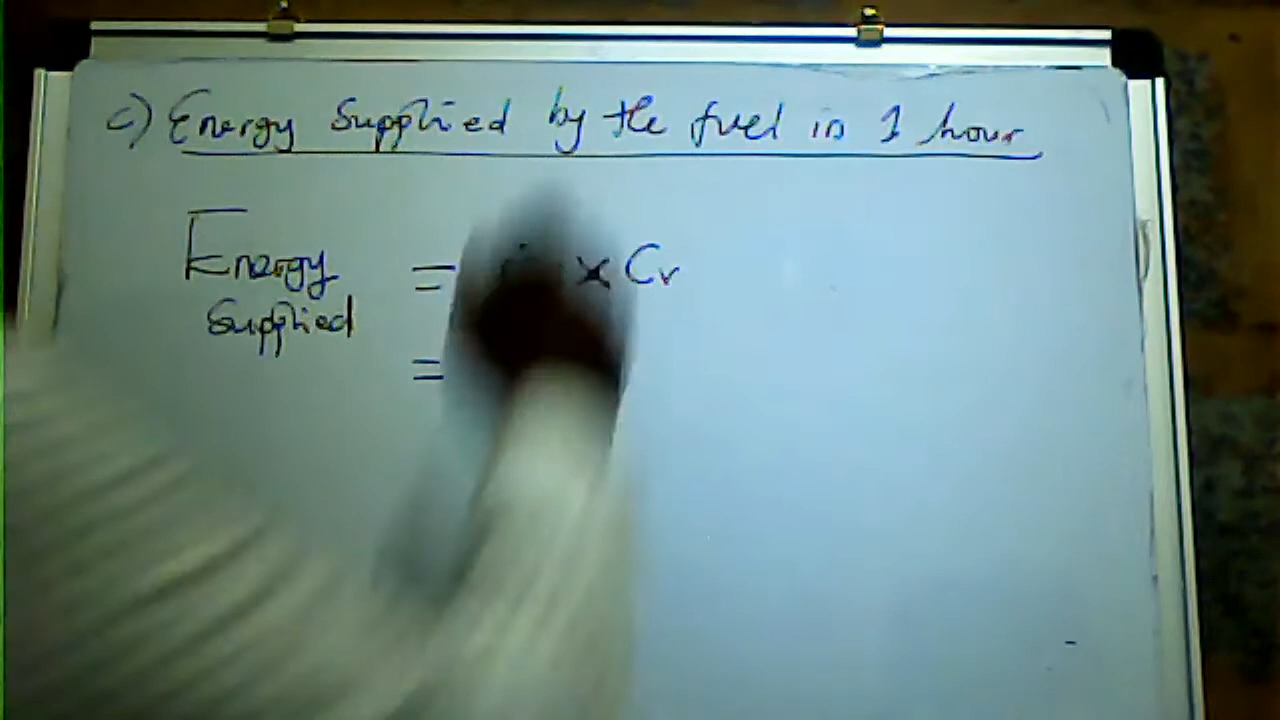 c) Energy Supplied by the fuel in 1 hour
Energy = × Cv
Supplied
=